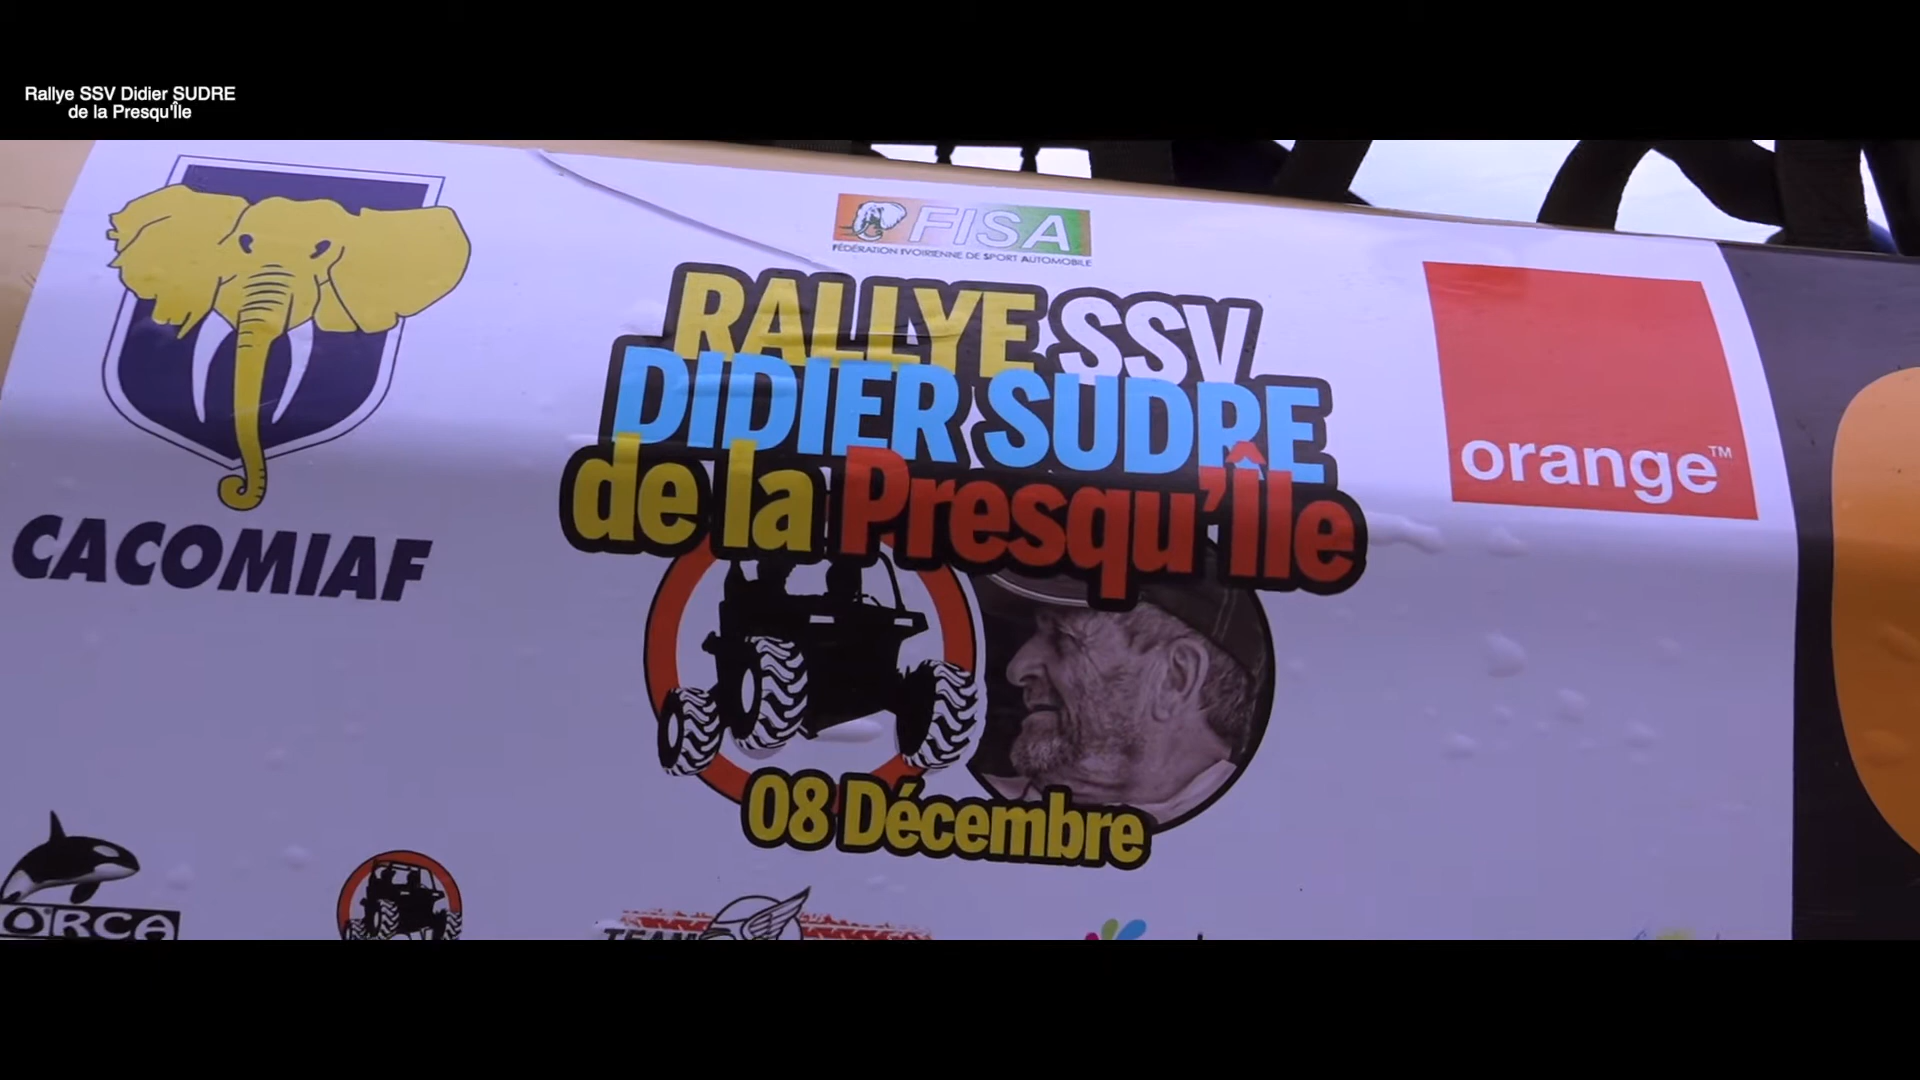 Rallye SSV Didier SUDRE
de la Presqu'Île
FISA
FÉDÉRATION IVOIRIENNE DE SPORT AUTOMOBILE
RALLYE SSV
DIDIER SUDRE
de la Presqu'Île
orange™
CACOMIAF
08 Décembre
ORCA
TEAM